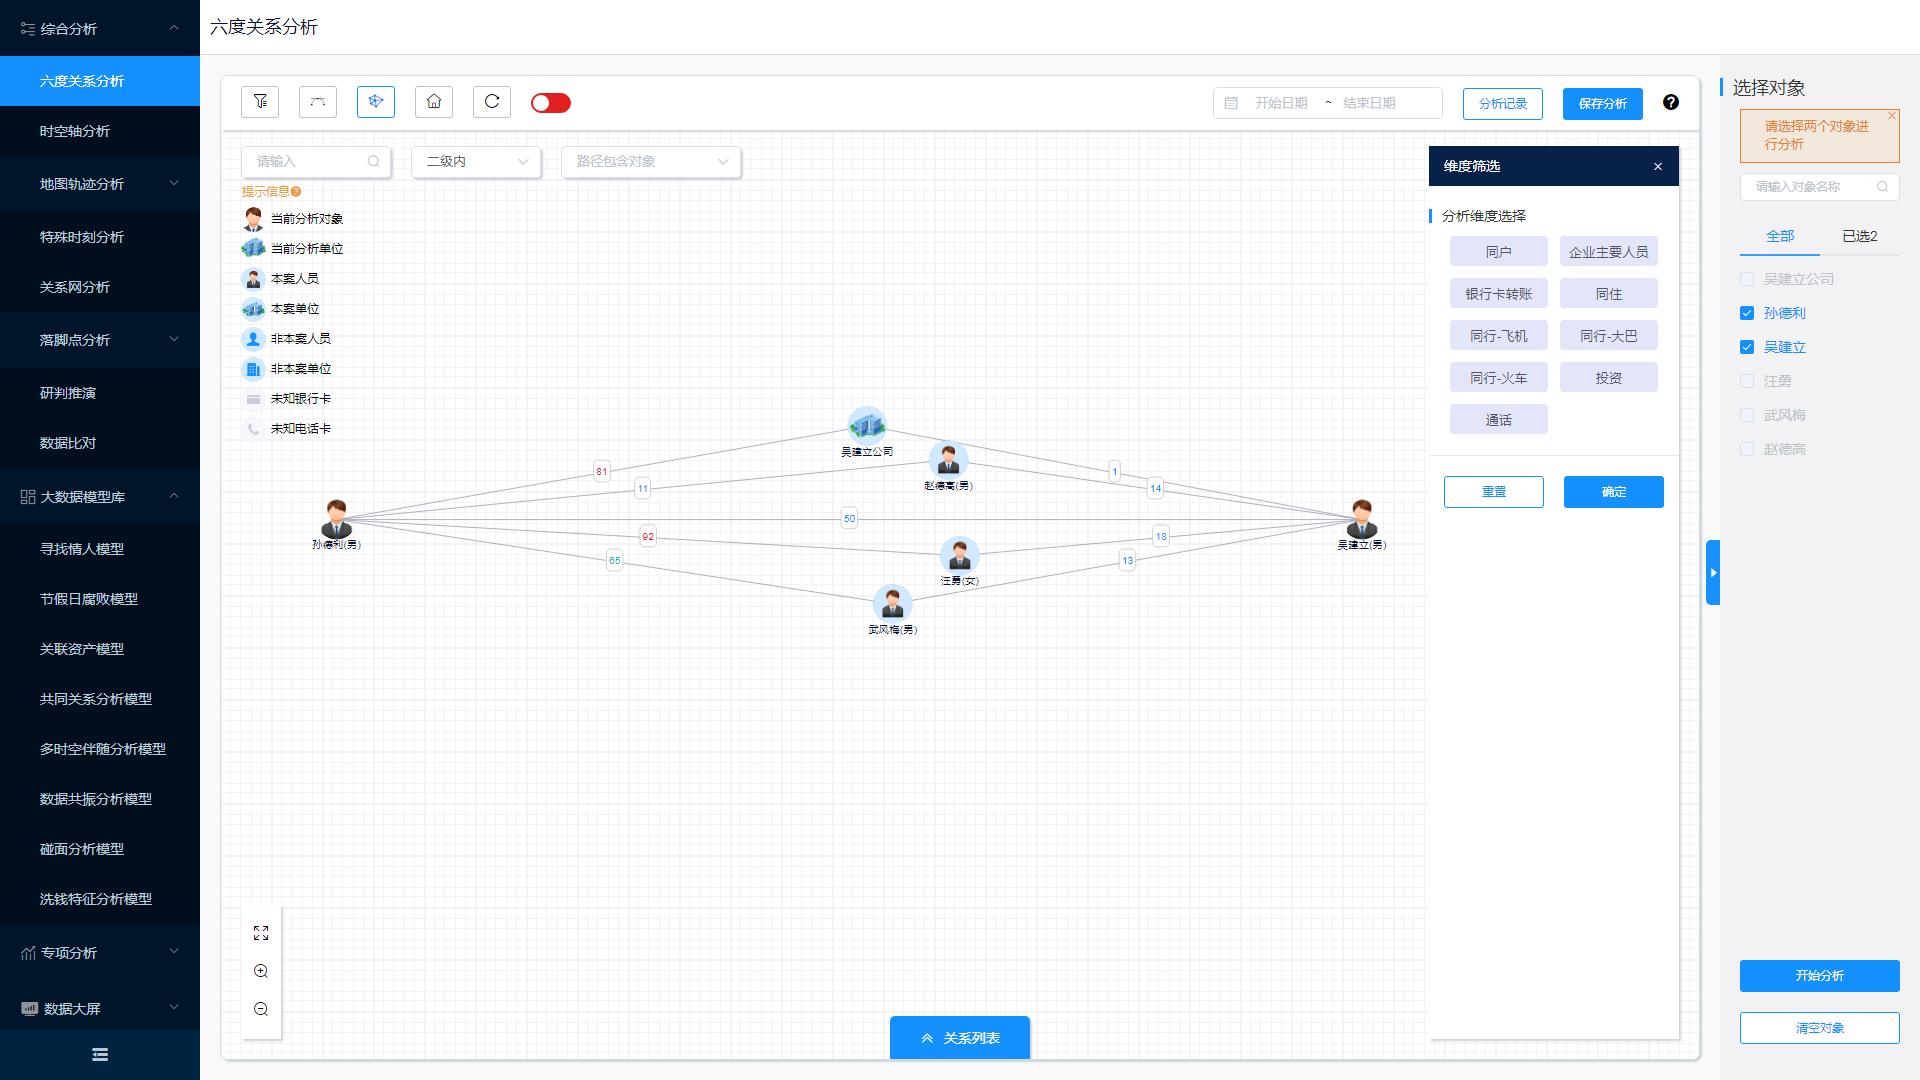 综合分析
六度关系分析
时空轴分析
地图轨迹分析
特殊时刻分析
关系网分析
落脚点分析
研判推演
数据比对
大数据模型库
寻找情人模型
节假日腐败模型
关联资产模型
共同关系分析模型
多时空伴随分析模型
数据共振分析模型
碰面分析模型
洗钱特征分析模型
专项分析
数据大屏
六度关系分析
开始日期 ~ 结束日期
分析记录
保存分析
请输入
二级内
路径包含对象
提示信息
当前分析对象
当前分析单位
本案人员
本案单位
非本案人员
非本案单位
未知银行卡
未知电话卡
吴建立公司
赵德高(男)
81
11
1
14
孙德利(男)
50
吴建立(男)
92
18
汪勇(女)
65
13
武风梅(男)
关系列表
维度筛选
分析维度选择
同户 企业主要人员
银行卡转账 同住
同行-飞机 同行-大巴
同行-火车 投资
通话
重置 确定
选择对象
请选择两个对象进
行分析
请输入对象名称
全部 已选2
吴建立公司
孙德利
吴建立
汪勇
武风梅
赵德高
开始分析
清空对象